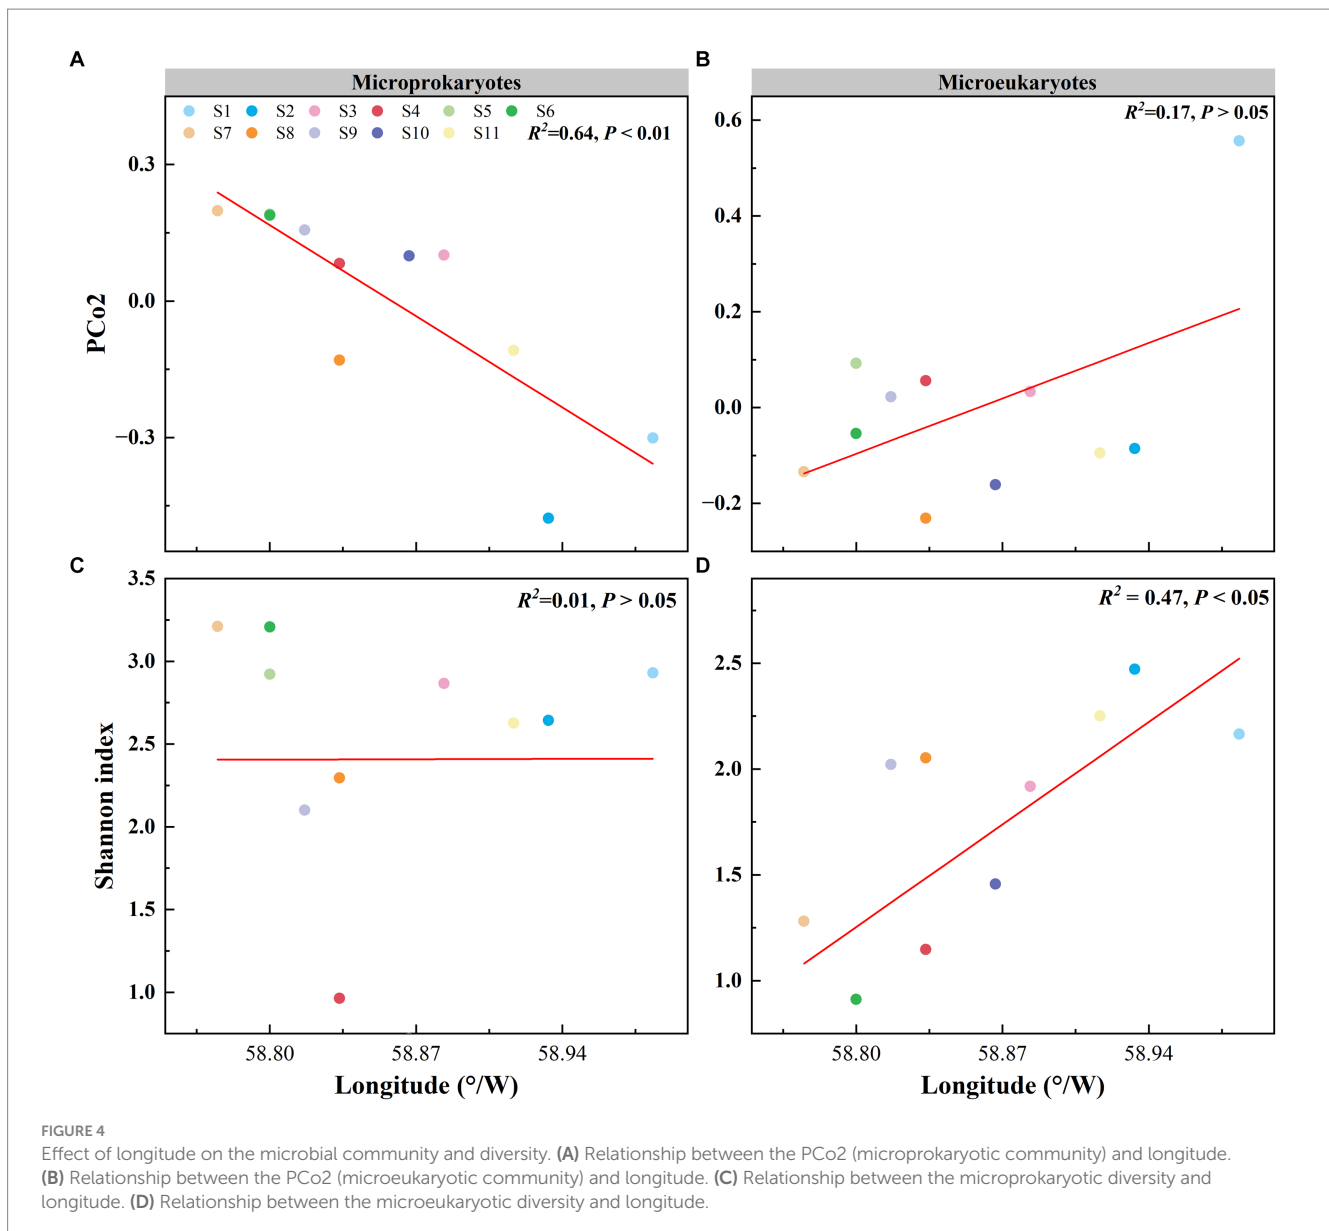 A
B
Microprokaryotes
Microeukaryotes
S1 S2 S3 S4 S5 S6
S7 S8 S9 S10 S11
R²=0.64, P < 0.01
R²=0.17, P > 0.05
0.3
0.0
−0.3
PCo2
0.6
0.4
0.2
0.0
−0.2
C
D
R²=0.01, P > 0.05
R² = 0.47, P < 0.05
3.5
3.0
2.5
2.0
1.5
1.0
Shannon index
2.5
2.0
1.5
1.0
58.80 58.87 58.94
58.80 58.87 58.94
Longitude (°/W)
Longitude (°/W)
FIGURE 4
Effect of longitude on the microbial community and diversity. (A) Relationship between the PCo2 (microprokaryotic community) and longitude.
(B) Relationship between the PCo2 (microeukaryotic community) and longitude. (C) Relationship between the microprokaryotic diversity and
longitude. (D) Relationship between the microeukaryotic diversity and longitude.